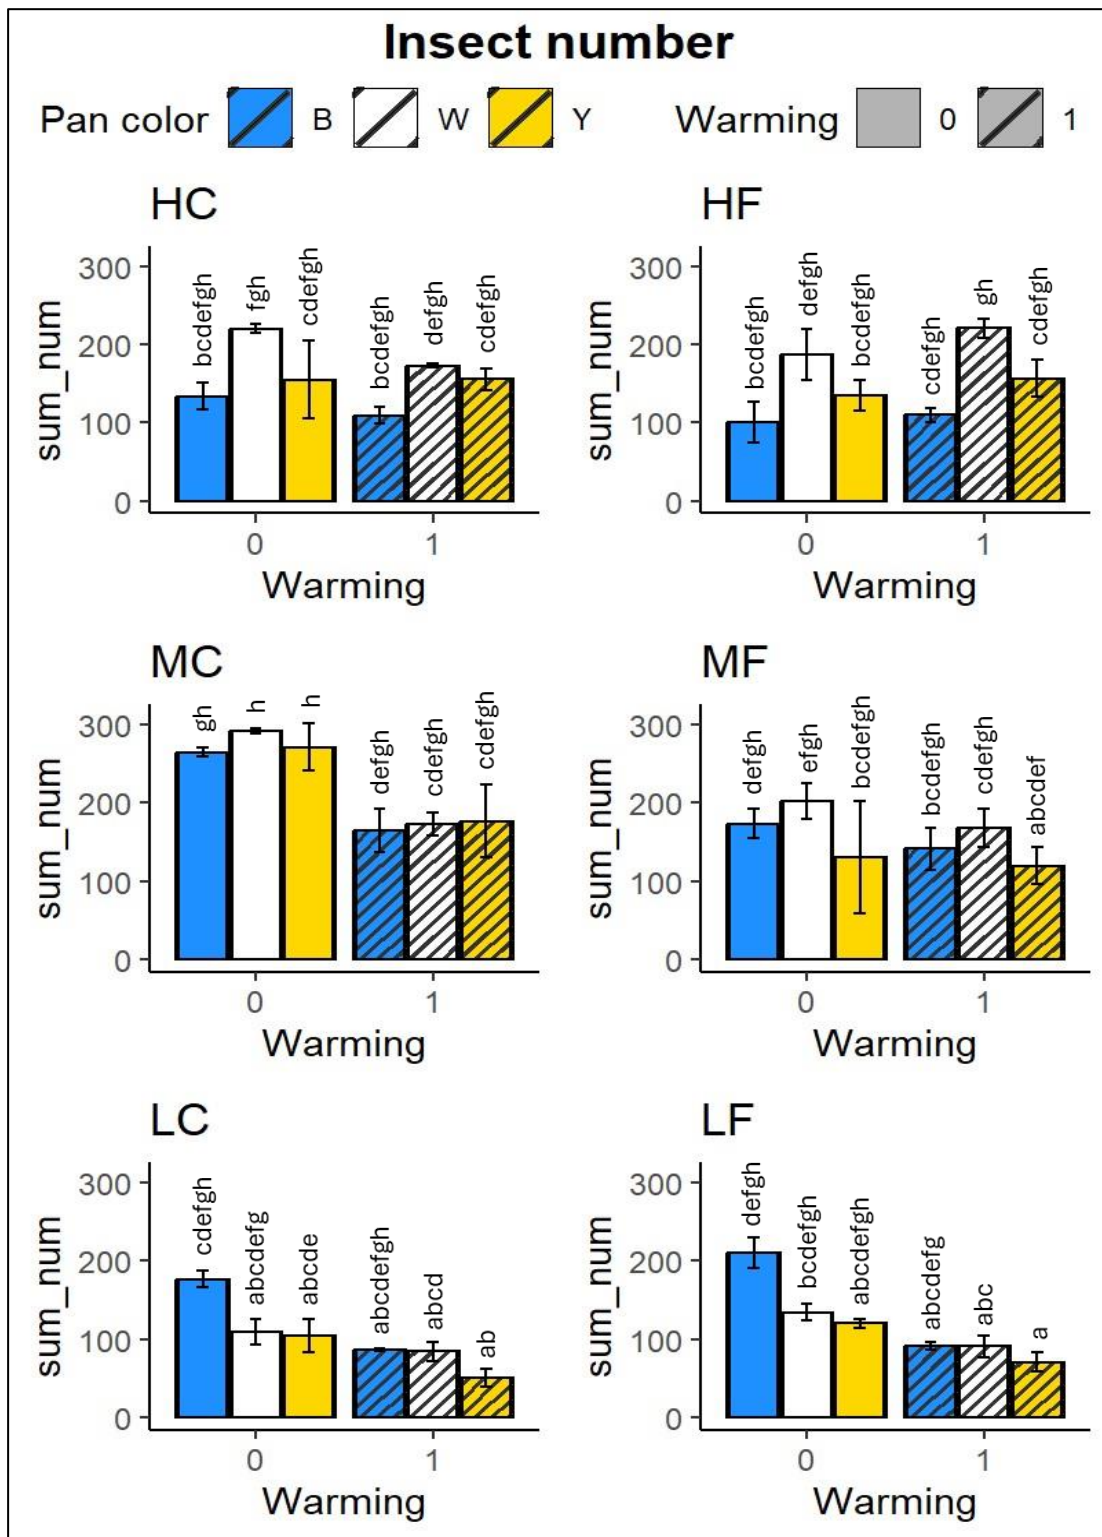 Insect number
Pan color B W Y Warming 0 1
HC
sum_num
300
200
100
0
bcdefgh
fgh
cdefgh
bcdefgh
defgh
cdefgh
0 1
Warming
HF
sum_num
300
200
100
0
bcdefgh
defgh
bcdefgh
cdefgh
gh
cdefgh
0 1
Warming
MC
sum_num
300
200
100
0
gh
h
h
defgh
cdefgh
cdefgh
0 1
Warming
MF
sum_num
300
200
100
0
defgh
efgh
bcdefgh
bcdefgh
cdefgh
abcdef
0 1
Warming
LC
sum_num
300
200
100
0
cdefgh
abcdefg
abcde
abcdefgh
abcd
ab
0 1
Warming
LF
sum_num
300
200
100
0
defgh
bcdefgh
abcdefgh
abcdefg
abc
a
0 1
Warming